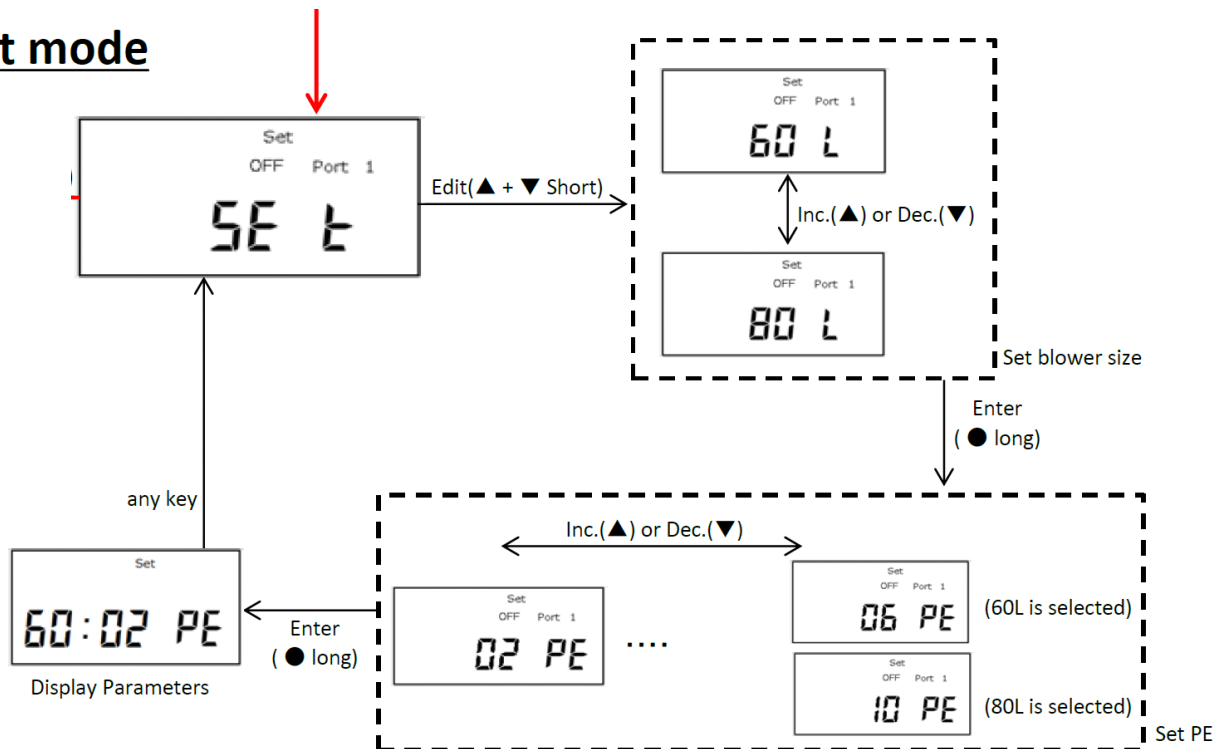 t mode
Set
OFF Port 1
SE t
Edit(▲ + ▼ Short)
Set
OFF Port 1
60 L
Inc.(▲) or Dec.(▼)
Set
OFF Port 1
80 L
Set blower size
Enter
( ● long)
any key
Inc.(▲) or Dec.(▼)
Set
OFF Port 1
02 PE
....
Set
OFF Port 1
06 PE
(60L is selected)
Set
OFF Port 1
10 PE
(80L is selected)
Set PE
Enter
( ● long)
Set
60:02 PE
Display Parameters